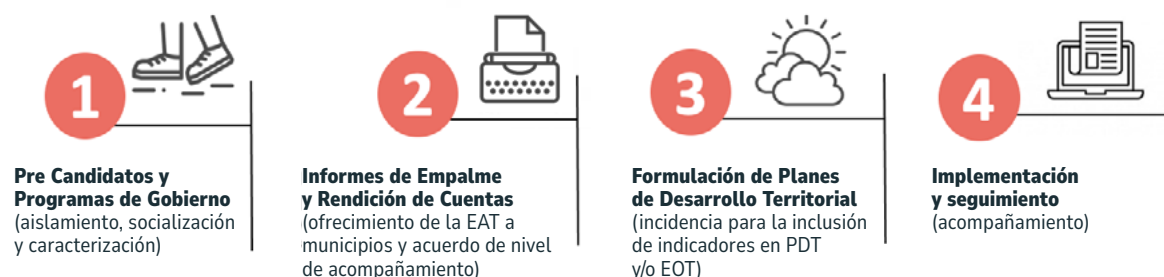 1
Pre Candidatos y
Programas de Gobierno
(aislamiento, socialización
y caracterización)
2
Informes de Empalme
y Rendición de Cuentas
(ofrecimiento de la EAT a
municipios y acuerdo de nivel
de acompañamiento)
3
Formulación de Planes
de Desarrollo Territorial
(incidencia para la inclusión
de indicadores en PDT
y/o EOT)
4
Implementación
y seguimiento
(acompañamiento)